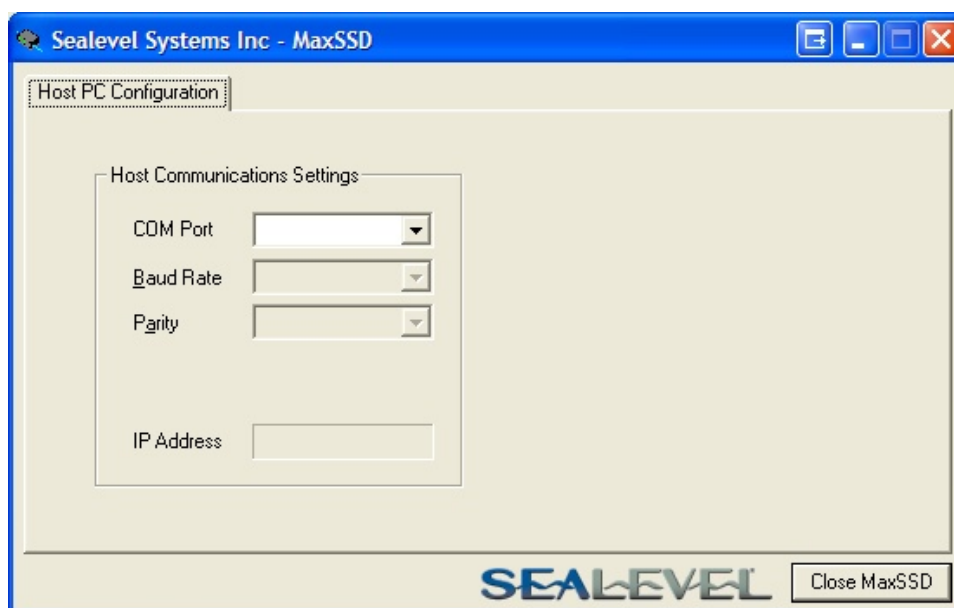 Sealevel Systems Inc - MaxSSD
Host PC Configuration
Host Communications Settings
COM Port
Baud Rate
Parity
IP Address
SEALEVEL
Close MaxSSD